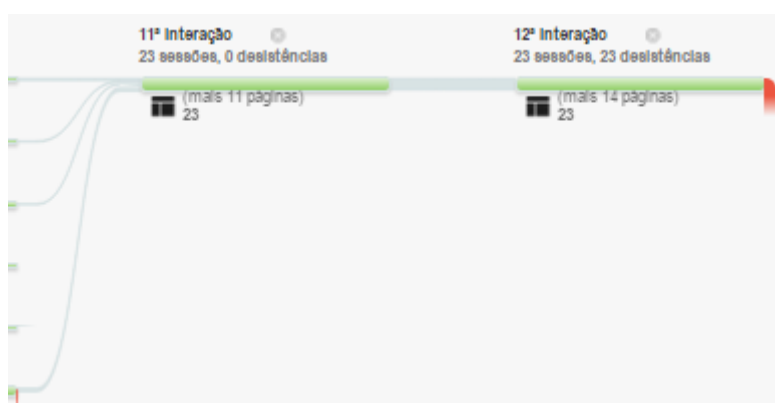 11ª Interação
23 sessões, 0 desistências
(mais 11 páginas)
23
12ª Interação
23 sessões, 23 desistências
(mais 14 páginas)
23